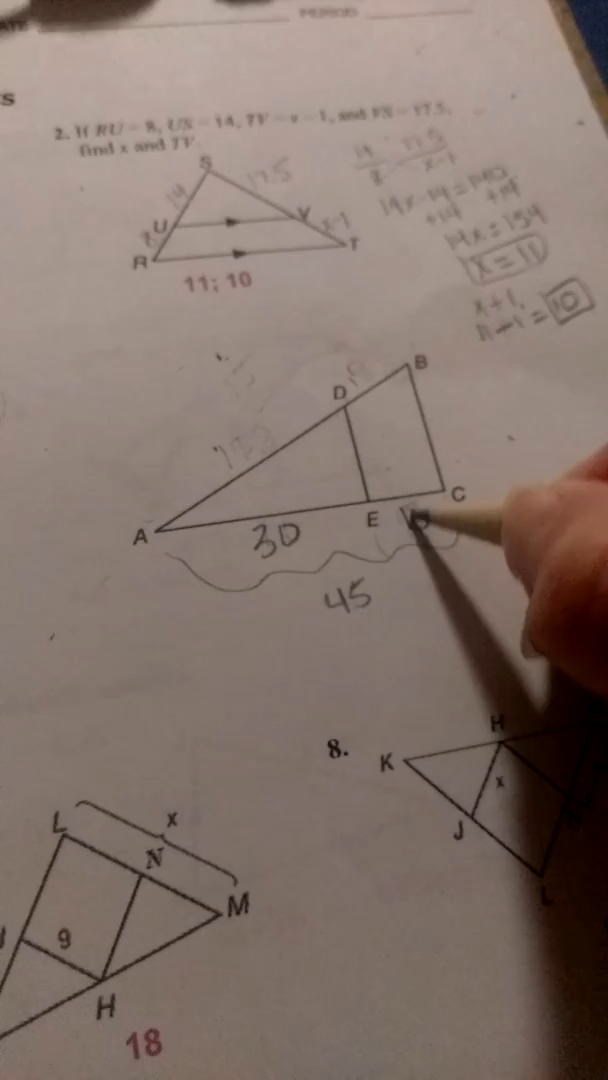 PERIOD
S
2. If RU = 8, US = 14, TV = x - 1, and VS = 17.5,
find x and TV.
S
14
17.5
U
V
8
x-1
R
T
11; 10
14 17.5
8 x-1
14x-14=140
+14 +14
14x=154
x=11
x+1,
11-1=10
B
D
A
30
E
C
45
8.
H
K
x
J
L
L
x
N
M
9
H
18